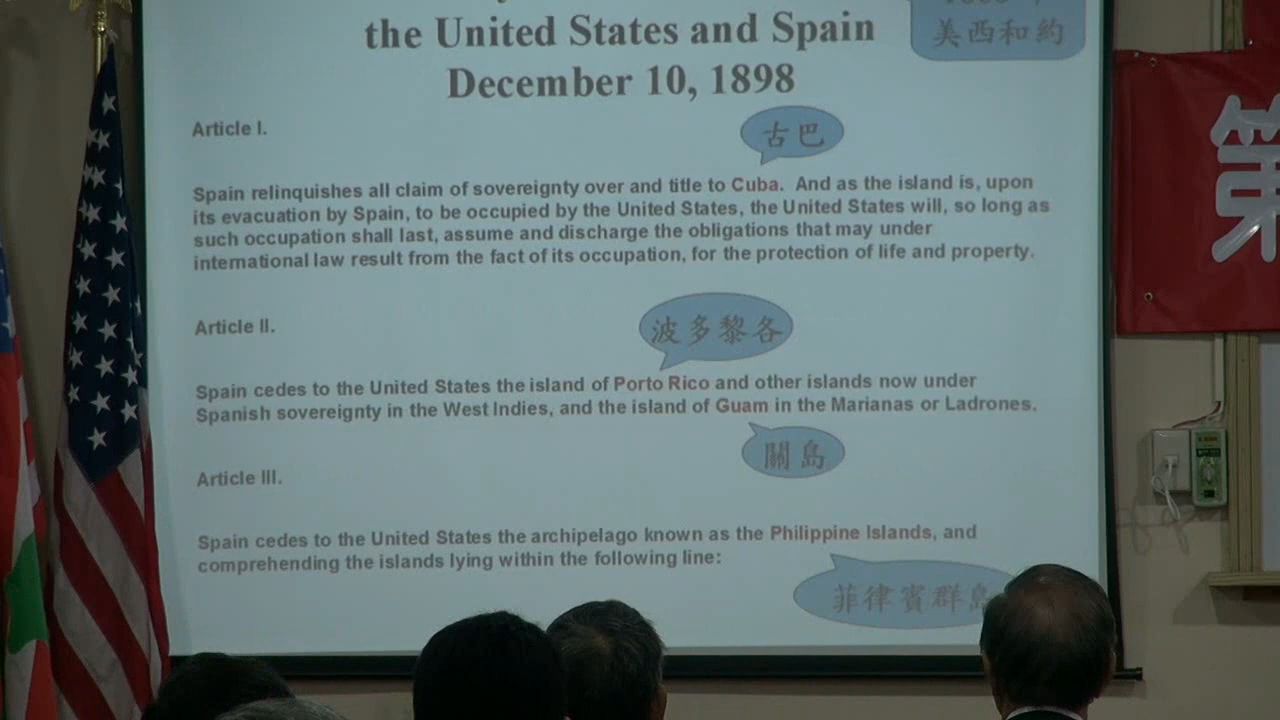 the United States and Spain
美西和約
December 10, 1898
Article I.
古巴
Spain relinquishes all claim of sovereignty over and title to Cuba. And as the island is, upon
its evacuation by Spain, to be occupied by the United States, the United States will, so long as
such occupation shall last, assume and discharge the obligations that may under
international law result from the fact of its occupation, for the protection of life and property.
Article II.
波多黎各
Spain cedes to the United States the island of Porto Rico and other islands now under
Spanish sovereignty in the West Indies, and the island of Guam in the Marianas or Ladrones.
關島
Article III.
Spain cedes to the United States the archipelago known as the Philippine Islands, and
comprehending the islands lying within the following line:
菲律賓群島
第